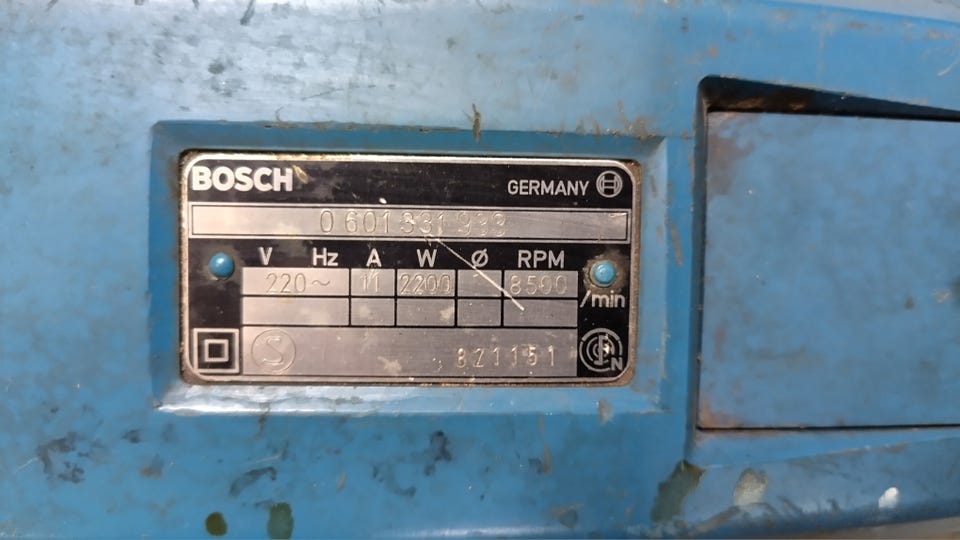 BOSCH
GERMANY
0 601 331 933
V Hz A W Ø RPM
220~ 11 2200 8500
/min
S 821151
N